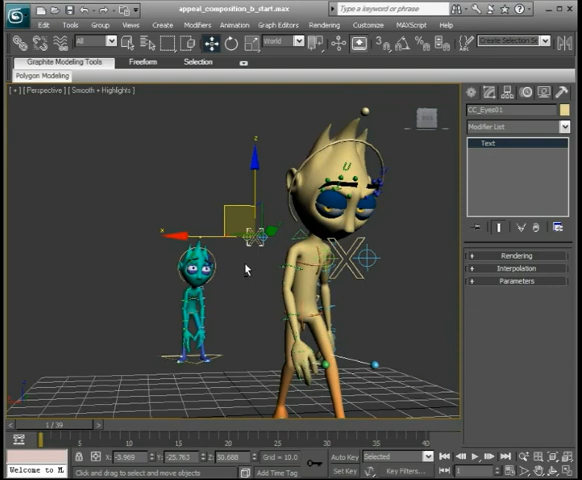 appeal_composition_b_start.max
Type a keyword or phrase
Edit Tools Group Views Create Modifiers Animation Graph Editors Rendering Customize MAXScript Help
All View Create Selection Se
Graphite Modeling Tools Freeform Selection
Polygon Modeling
[ + ] [ Perspective ] [ Smooth + Highlights ]
CC_Eyes01
Modifier List
Text
Rendering
Interpolation
Parameters
z
x
1 / 39
5 10 15 20 25 30 35 40
X: -3.969 Y: -25.763 Z: 50.688 Grid = 10.0
Auto Key Selected
Welcome to M
Click and drag to select and move objects
Add Time Tag
Set Key Key Filters...
1